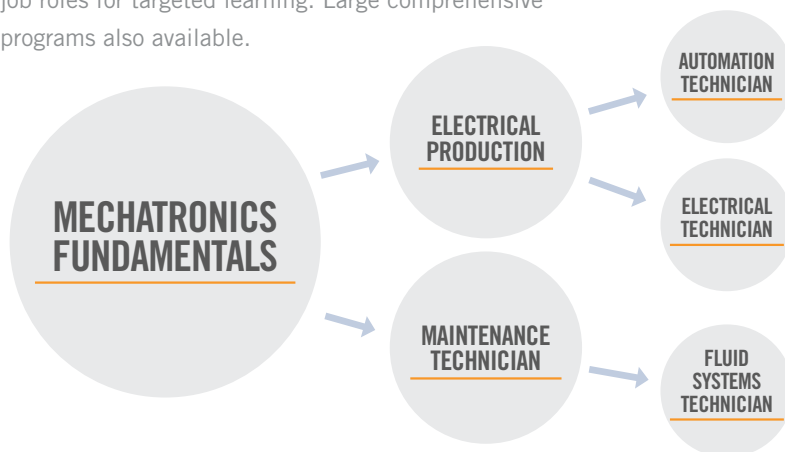 job roles for targeted learning. Large comprehensive
programs also available.
MECHATRONICS
FUNDAMENTALS
ELECTRICAL
PRODUCTION
MAINTENANCE
TECHNICIAN
AUTOMATION
TECHNICIAN
ELECTRICAL
TECHNICIAN
FLUID
SYSTEMS
TECHNICIAN